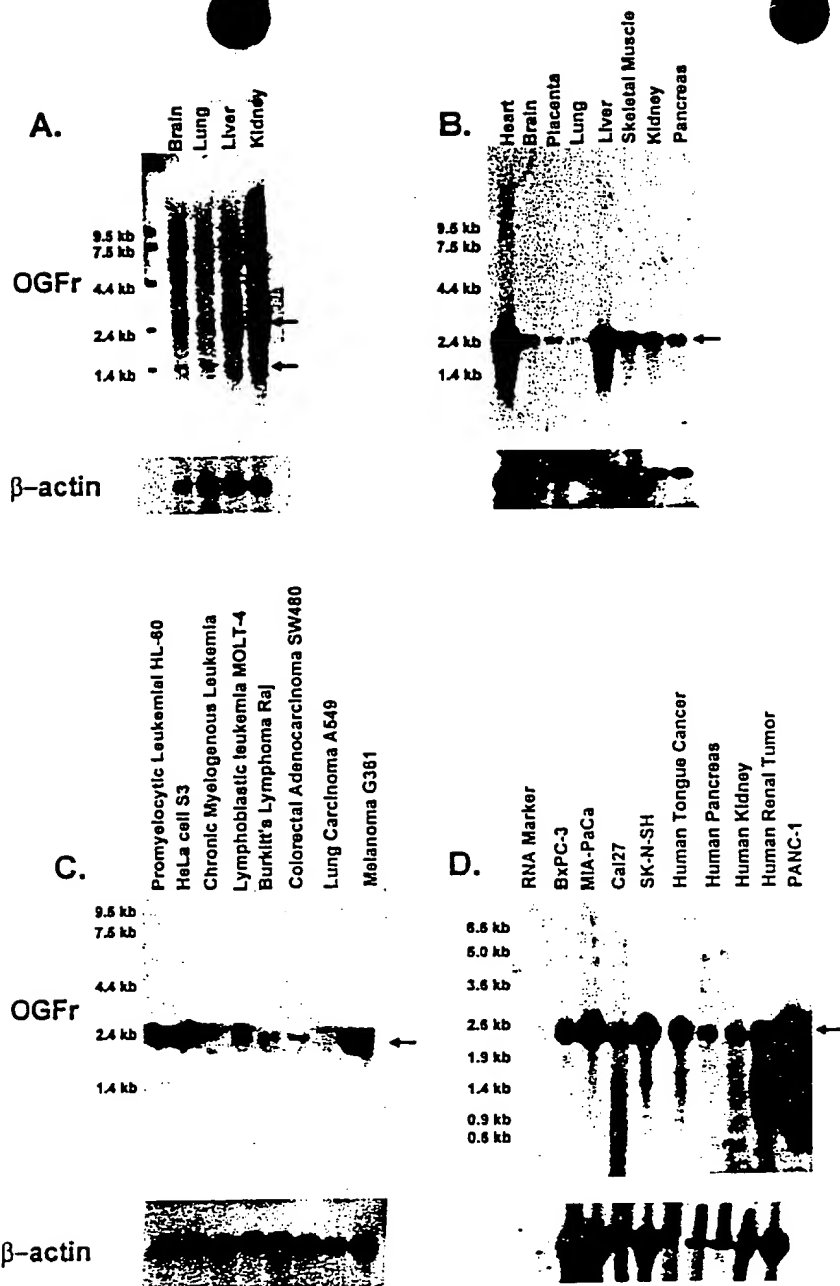 A.
Brain
Lung
Liver
Kidney
9.5 kb
7.5 kb
OGFr
4.4 kb
2.4 kb
1.4 kb
β-actin
B.
Heart
Brain
Placenta
Lung
Liver
Skeletal Muscle
Kidney
Pancreas
9.5 kb
7.5 kb
4.4 kb
2.4 kb
1.4 kb
C.
Promyelocytic Leukemial HL-60
HeLa cell S3
Chronic Myelogenous Leukemia
Lymphoblastic leukemia MOLT-4
Burkitt's Lymphoma Raj
Colorectal Adenocarcinoma SW480
Lung Carcinoma A549
Melanoma G361
9.5 kb
7.5 kb
4.4 kb
OGFr
2.4 kb
1.4 kb
β-actin
D.
RNA Marker
BxPC-3
MIA-PaCa
Cal27
SK-N-SH
Human Tongue Cancer
Human Pancreas
Human Kidney
Human Renal Tumor
PANC-1
6.6 kb
5.0 kb
3.6 kb
2.6 kb
1.9 kb
1.4 kb
0.9 kb
0.6 kb